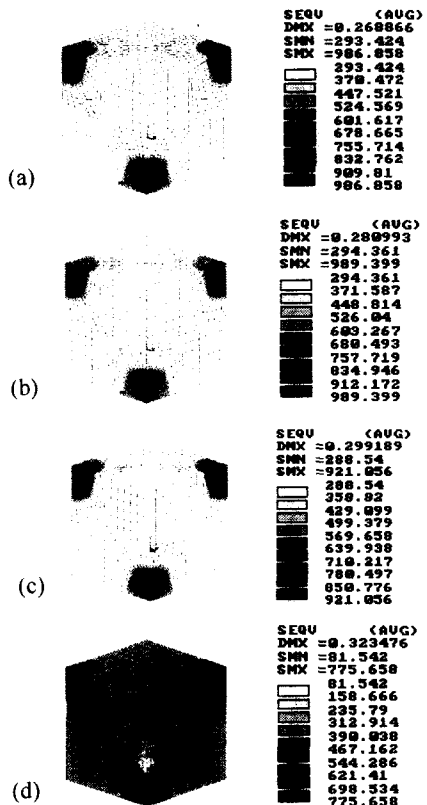 SEQV (AVG)
DMX =0.268866
SMN =293.424
SMX =986.858
293.424
370.472
447.521
524.569
601.617
678.665
755.714
832.762
909.81
986.858
(a)
SEQV (AVG)
DMX =0.280993
SMN =294.361
SMX =989.399
294.361
371.587
448.814
526.04
603.267
680.493
757.719
834.946
912.172
989.399
(b)
SEQV (AVG)
DMX =0.299189
SMN =288.54
SMX =921.056
288.54
358.82
429.099
499.379
569.658
639.938
710.217
780.497
850.776
921.056
(c)
SEQV (AVG)
DMX =0.323476
SMN =81.542
SMX =775.658
81.542
158.666
235.79
312.914
390.038
467.162
544.286
621.41
698.534
775.658
(d)